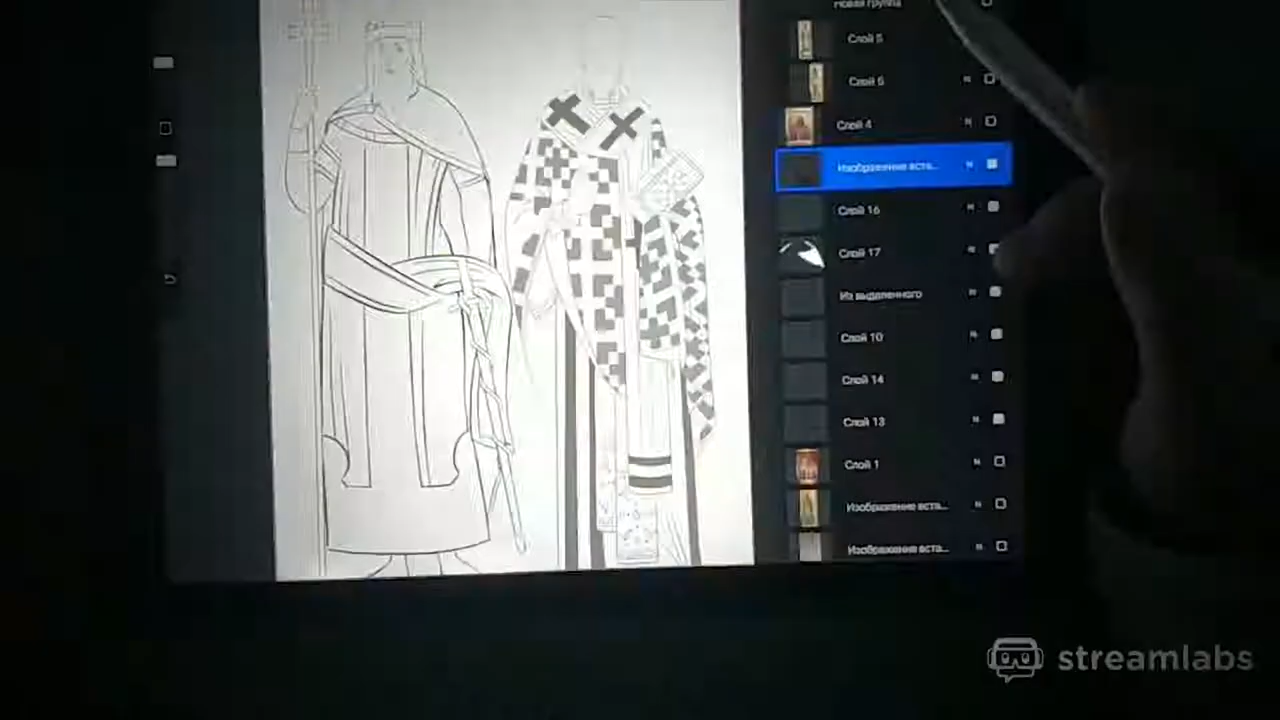 Новая группа
Слой 5
Слой 6
N
Слой 4
N
Изображение вста...
N
Слой 16
N
Слой 17
N
Из выделенного
N
Слой 10
N
Слой 14
N
Слой 13
N
Слой 1
N
Изображение вста...
N
Изображение вста...
N
streamlabs